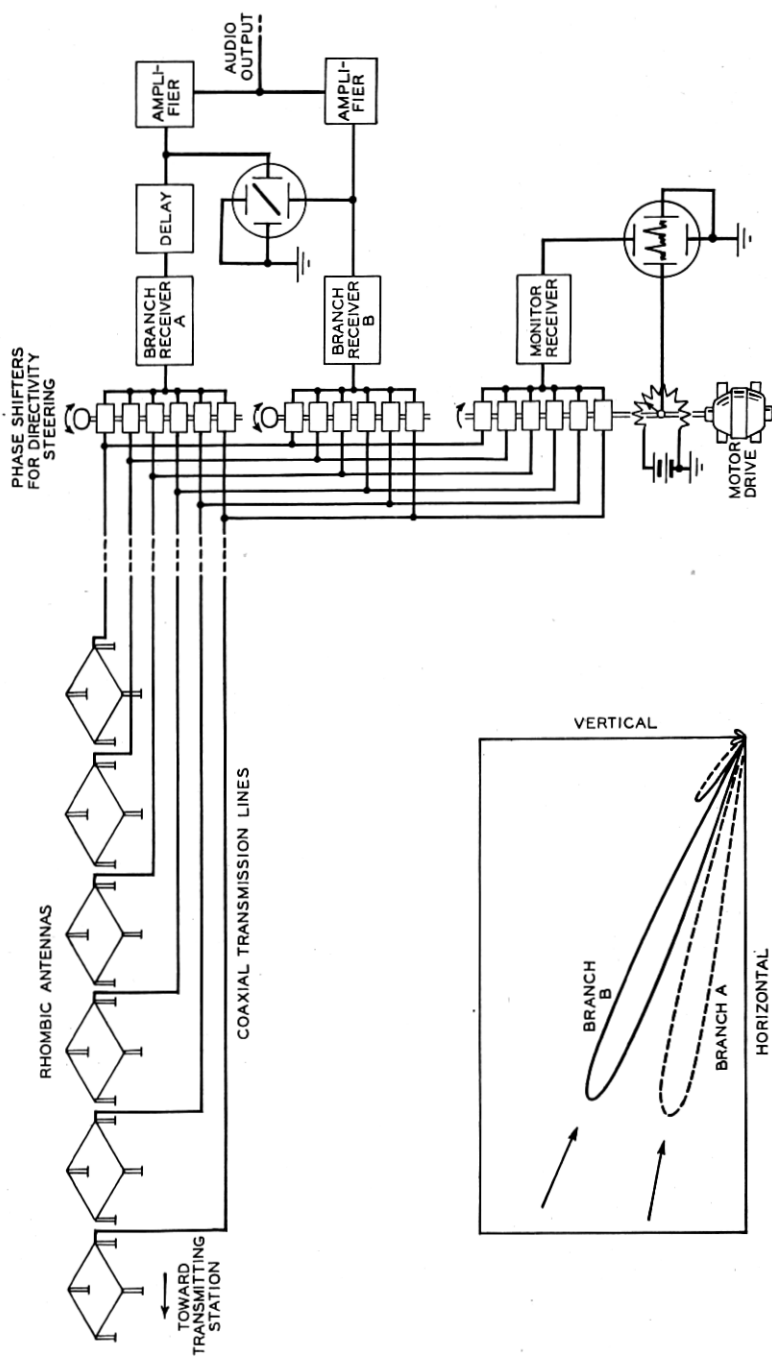 RHOMBIC ANTENNAS
TOWARD
TRANSMITTING
STATION
COAXIAL TRANSMISSION LINES
PHASE SHIFTERS
FOR DIRECTIVITY
STEERING
BRANCH
RECEIVER
A
DELAY
AMPLI-
FIER
AUDIO
OUTPUT
BRANCH
RECEIVER
B
AMPLI-
FIER
MONITOR
RECEIVER
MOTOR
DRIVE
VERTICAL
BRANCH
B
BRANCH A
HORIZONTAL